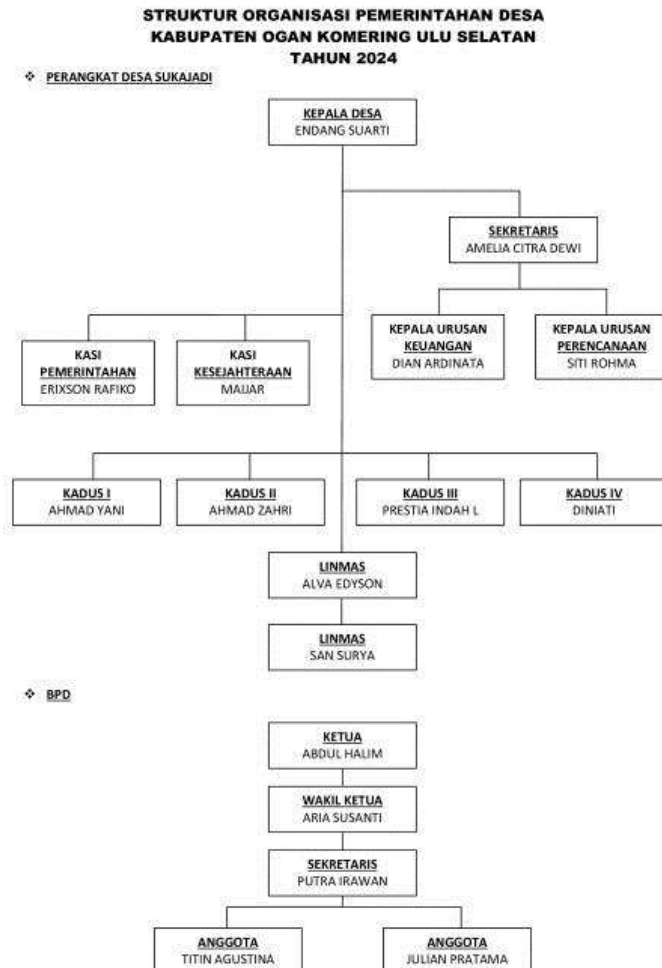 STRUKTUR ORGANISASI PEMERINTAHAN DESA
KABUPATEN OGAN KOMERING ULU SELATAN
TAHUN 2024
❖ PERANGKAT DESA SUKAJADI
KEPALA DESA
ENDANG SUARTI
SEKRETARIS
AMELIA CITRA DEWI
KASI
PEMERINTAHAN
ERIXSON RAFIKO
KASI
KESEJAHTERAAN
MAIJAR
KEPALA URUSAN
KEUANGAN
DIAN ARDINATA
KEPALA URUSAN
PERENCANAAN
SITI ROHMA
KADUS I
AHMAD YANI
KADUS II
AHMAD ZAHRI
KADUS III
PRESTIA INDAH L
KADUS IV
DINIATI
LINMAS
ALVA EDYSON
LINMAS
SAN SURYA
❖ BPD
KETUA
ABDUL HALIM
WAKIL KETUA
ARIA SUSANTI
SEKRETARIS
PUTRA IRAWAN
ANGGOTA
TITIN AGUSTINA
ANGGOTA
JULIAN PRATAMA